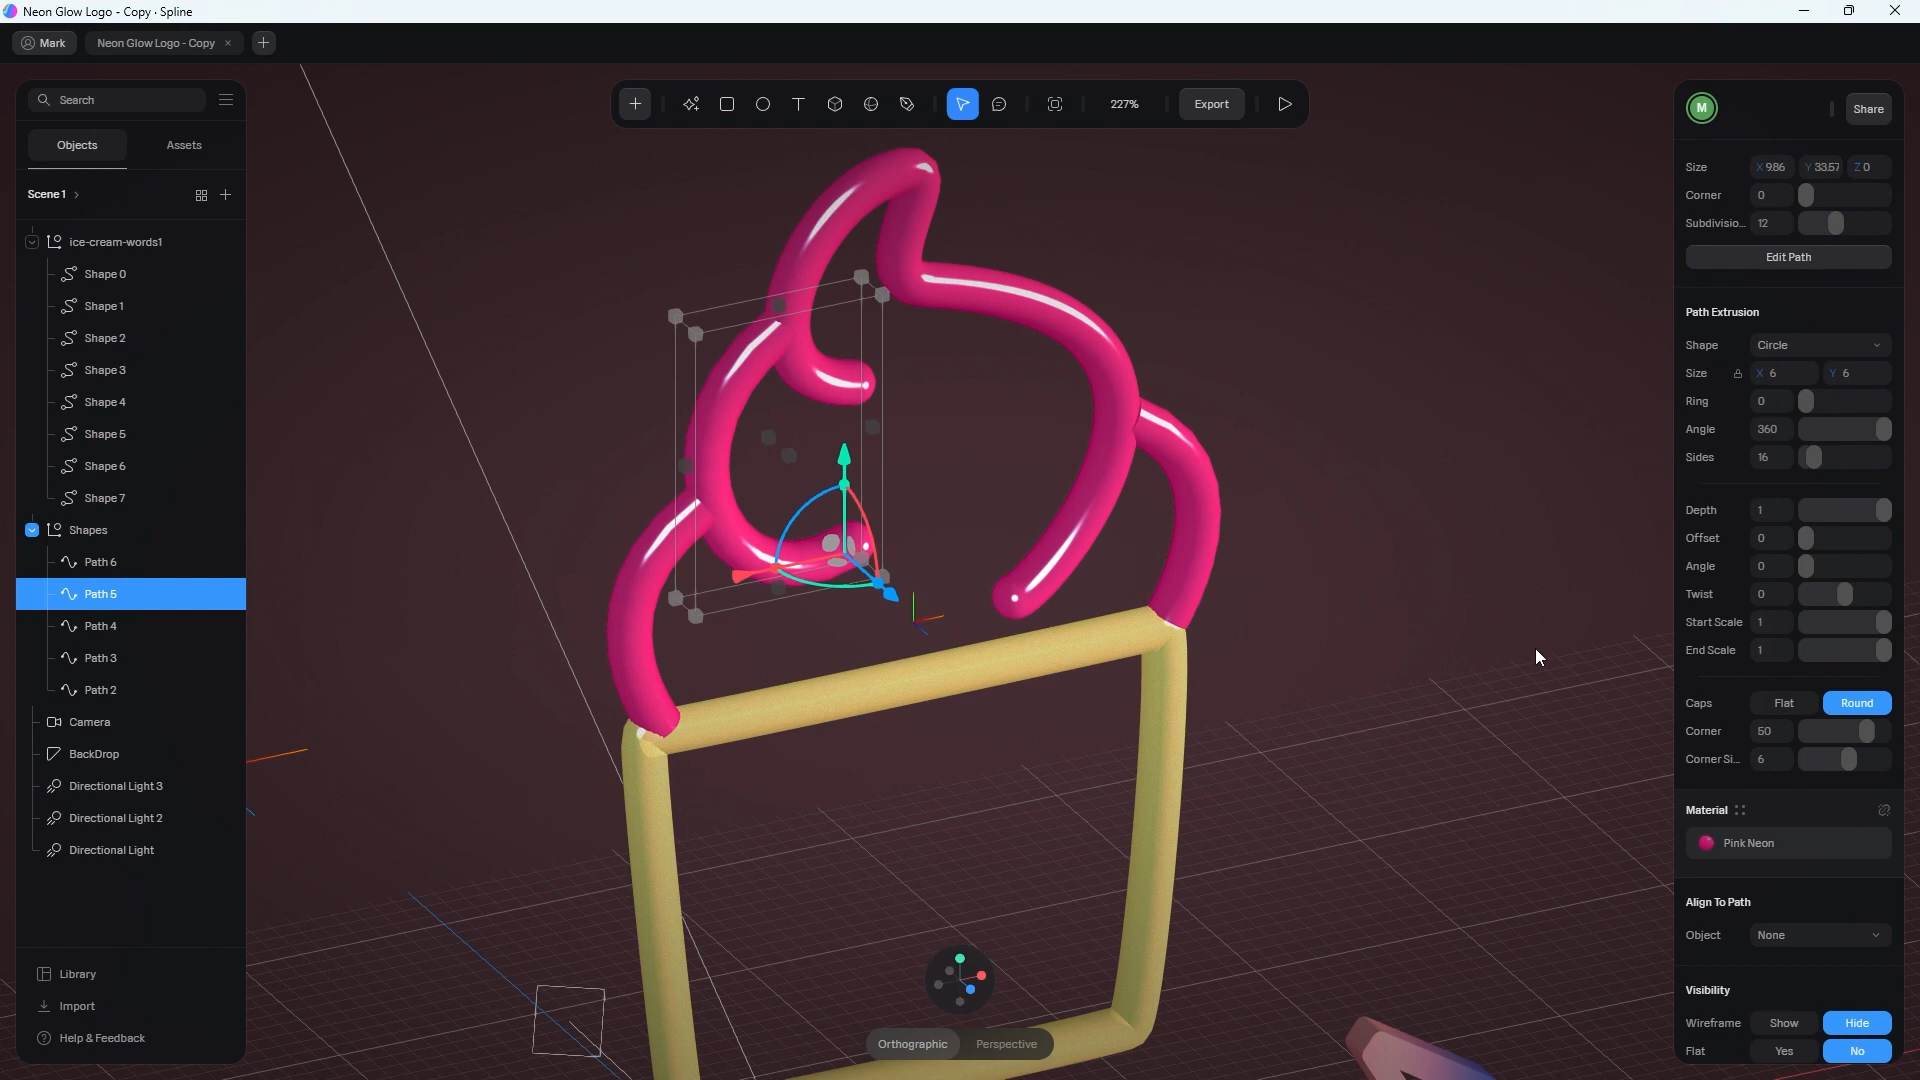 Neon Glow Logo - Copy · Spline
Mark
Neon Glow Logo - Copy
Search
Objects
Assets
Scene 1
ice-cream-words1
Shape 0
Shape 1
Shape 2
Shape 3
Shape 4
Shape 5
Shape 6
Shape 7
Shapes
Path 6
Path 5
Path 4
Path 3
Path 2
Camera
BackDrop
Directional Light 3
Directional Light 2
Directional Light
Library
Import
Help & Feedback
227%
Export
Orthographic
Perspective
M
Share
Size X 9.86 Y 33.57 Z 0
Corner 0
Subdivisio... 12
Edit Path
Path Extrusion
Shape Circle
Size X 6 Y 6
Ring 0
Angle 360
Sides 16
Depth 1
Offset 0
Angle 0
Twist 0
Start Scale 1
End Scale 1
Caps Flat Round
Corner 50
Corner Si... 6
Material
Pink Neon
Align To Path
Object None
Visibility
Wireframe Show Hide
Flat Yes No